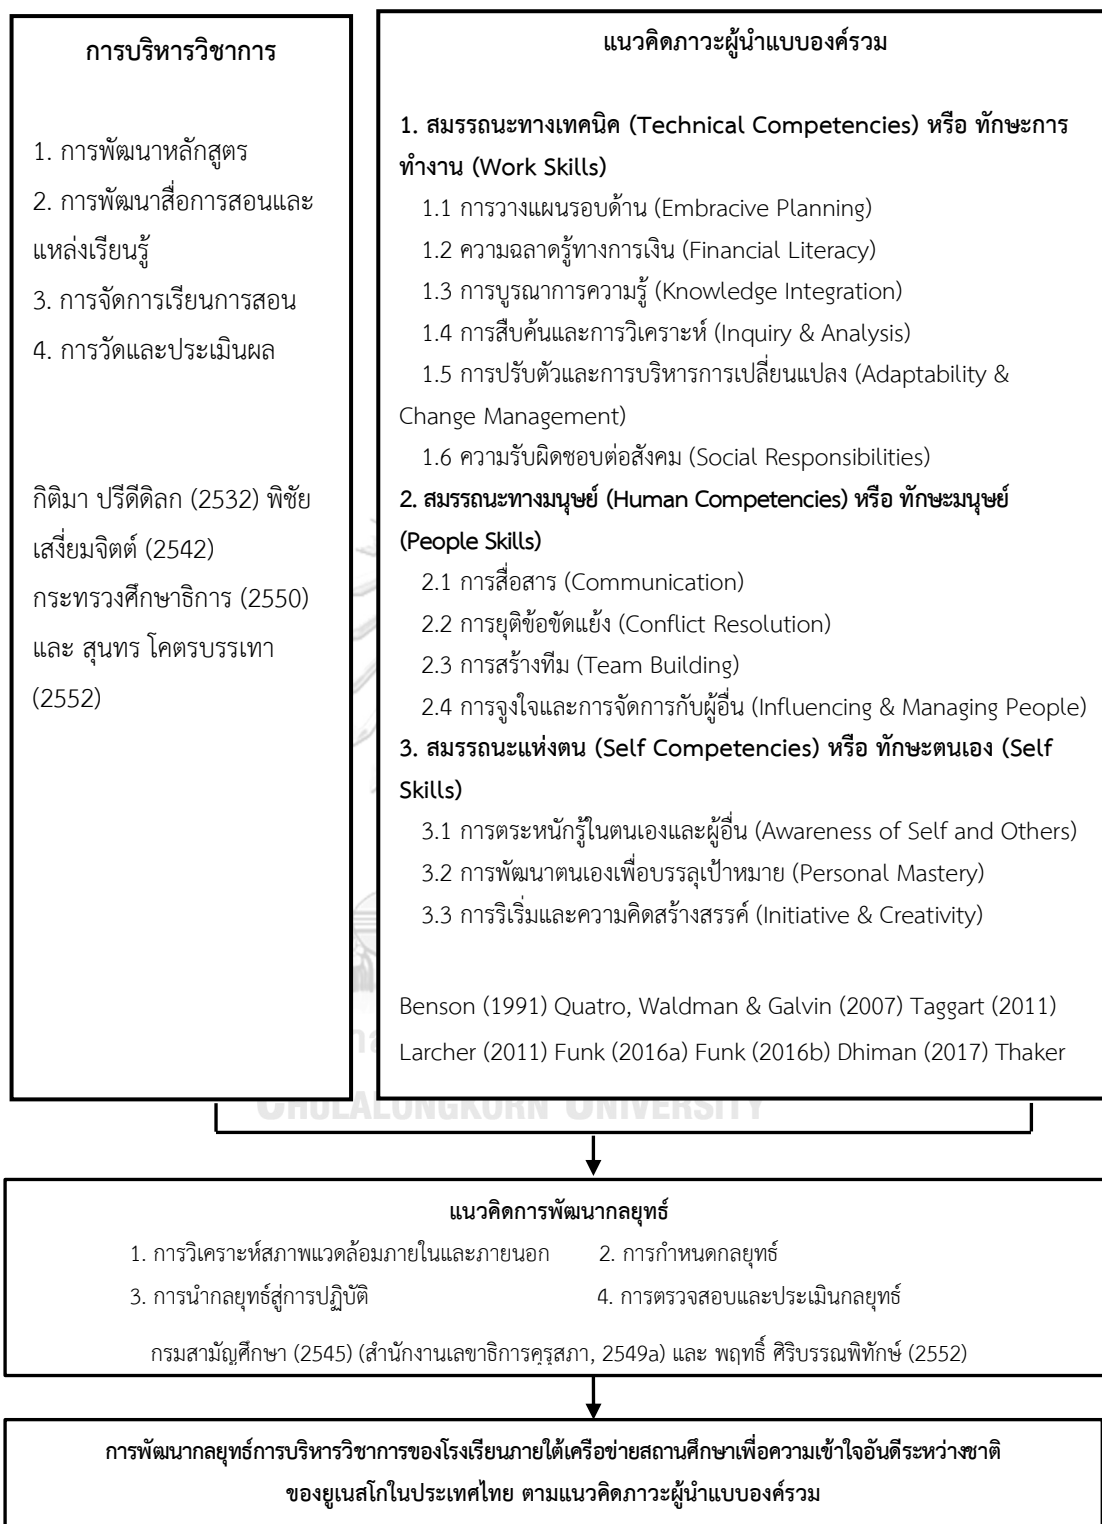 การบริหารวิชาการ
1. การพัฒนาหลักสูตร
2. การพัฒนาสื่อการสอนและ
แหล่งเรียนรู้
3. การจัดการเรียนการสอน
4. การวัดและประเมินผล
กิติมา ปรีดีดิลก (2532) พิชัย
เสงี่ยมจิตต์ (2542)
กระทรวงศึกษาธิการ (2550)
และ สุนทร โคตรบรรเทา
(2552)
แนวคิดภาวะผู้นำแบบองค์รวม
1. สมรรถนะทางเทคนิค (Technical Competencies) หรือ ทักษะการ
ทำงาน (Work Skills)
1.1 การวางแผนรอบด้าน (Embracive Planning)
1.2 ความฉลาดรู้ทางการเงิน (Financial Literacy)
1.3 การบูรณาการความรู้ (Knowledge Integration)
1.4 การสืบค้นและการวิเคราะห์ (Inquiry & Analysis)
1.5 การปรับตัวและการบริหารการเปลี่ยนแปลง (Adaptability &
Change Management)
1.6 ความรับผิดชอบต่อสังคม (Social Responsibilities)
2. สมรรถนะทางมนุษย์ (Human Competencies) หรือ ทักษะมนุษย์
(People Skills)
2.1 การสื่อสาร (Communication)
2.2 การยุติข้อขัดแย้ง (Conflict Resolution)
2.3 การสร้างทีม (Team Building)
2.4 การจูงใจและการจัดการกับผู้อื่น (Influencing & Managing People)
3. สมรรถนะแห่งตน (Self Competencies) หรือ ทักษะตนเอง (Self
Skills)
3.1 การตระหนักรู้ในตนเองและผู้อื่น (Awareness of Self and Others)
3.2 การพัฒนาตนเองเพื่อบรรลุเป้าหมาย (Personal Mastery)
3.3 การริเริ่มและความคิดสร้างสรรค์ (Initiative & Creativity)
Benson (1991) Quatro, Waldman & Galvin (2007) Taggart (2011)
Larcher (2011) Funk (2016a) Funk (2016b) Dhiman (2017) Thaker
CHULALONGKORN UNIVERSITY
แนวคิดการพัฒนากลยุทธ์
1. การวิเคราะห์สภาพแวดล้อมภายในและภายนอก 2. การกำหนดกลยุทธ์
3. การนำกลยุทธ์สู่การปฏิบัติ 4. การตรวจสอบและประเมินกลยุทธ์
กรมสามัญศึกษา (2545) (สำนักงานเลขาธิการคุรุสภา, 2549a) และ พฤทธิ์ ศิริบรรณพิทักษ์ (2552)
การพัฒนากลยุทธ์การบริหารวิชาการของโรงเรียนภายใต้เครือข่ายสถานศึกษาเพื่อความเข้าใจอันดีระหว่างชาติ
ของยูเนสโกในประเทศไทย ตามแนวคิดภาวะผู้นำแบบองค์รวม